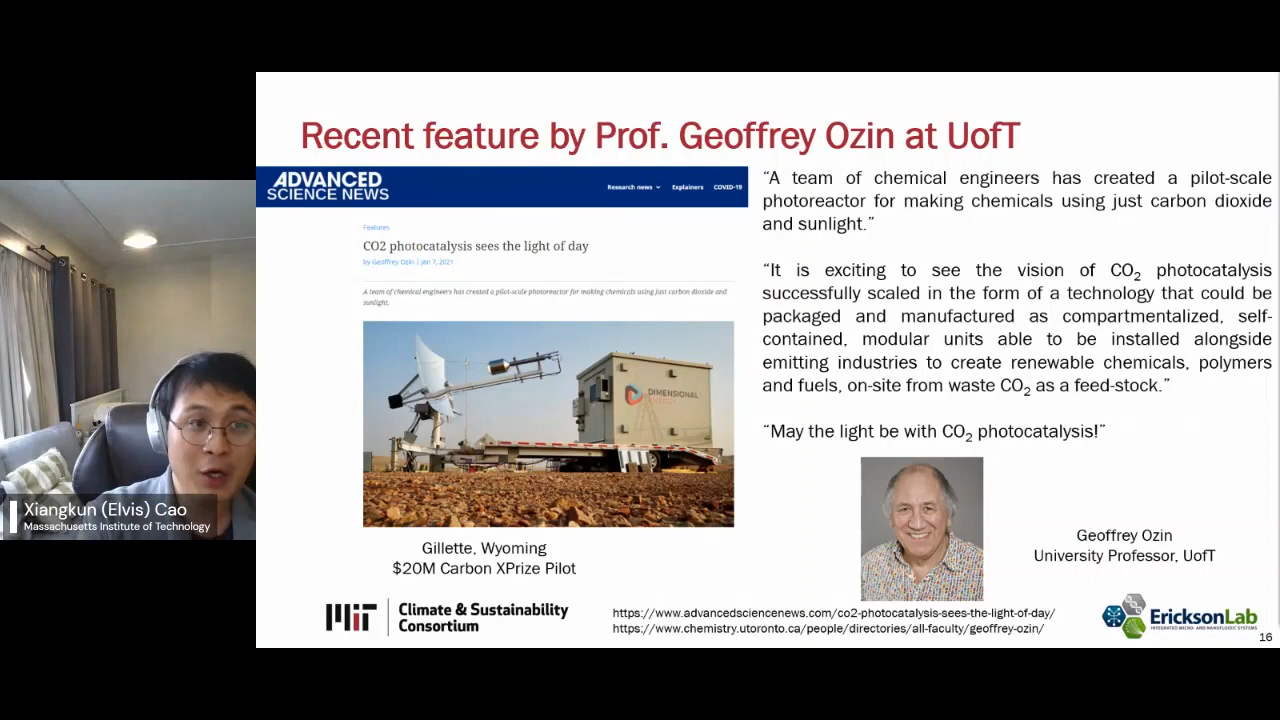 Recent feature by Prof. Geoffrey Ozin at UofT
ADVANCED
SCIENCE NEWS
Research news
Explainers
COVID-19
Features
CO2 photocatalysis sees the light of day
by Geoffrey Ozin | Jan 7, 2021
A team of chemical engineers has created a pilot-scale photoreactor for making chemicals using just carbon dioxide and
sunlight.
DIMENSIONAL
ENERGY
Gillette, Wyoming
$20M Carbon XPrize Pilot
“A team of chemical engineers has created a pilot-scale
photoreactor for making chemicals using just carbon dioxide
and sunlight.”
“It is exciting to see the vision of CO2 photocatalysis
successfully scaled in the form of a technology that could be
packaged and manufactured as compartmentalized, self-
contained, modular units able to be installed alongside
emitting industries to create renewable chemicals, polymers
and fuels, on-site from waste CO2 as a feed-stock.”
“May the light be with CO2 photocatalysis!”
Geoffrey Ozin
University Professor, UofT
Xiangkun (Elvis) Cao
Massachusetts Institute of Technology
MIT
Climate & Sustainability
Consortium
https://www.advancedsciencenews.com/co2-photocatalysis-sees-the-light-of-day/
https://www.chemistry.utoronto.ca/people/directories/all-faculty/geoffrey-ozin/
EricksonLab
INTEGRATED MICRO- AND NANOFLUIDIC SYSTEMS
16